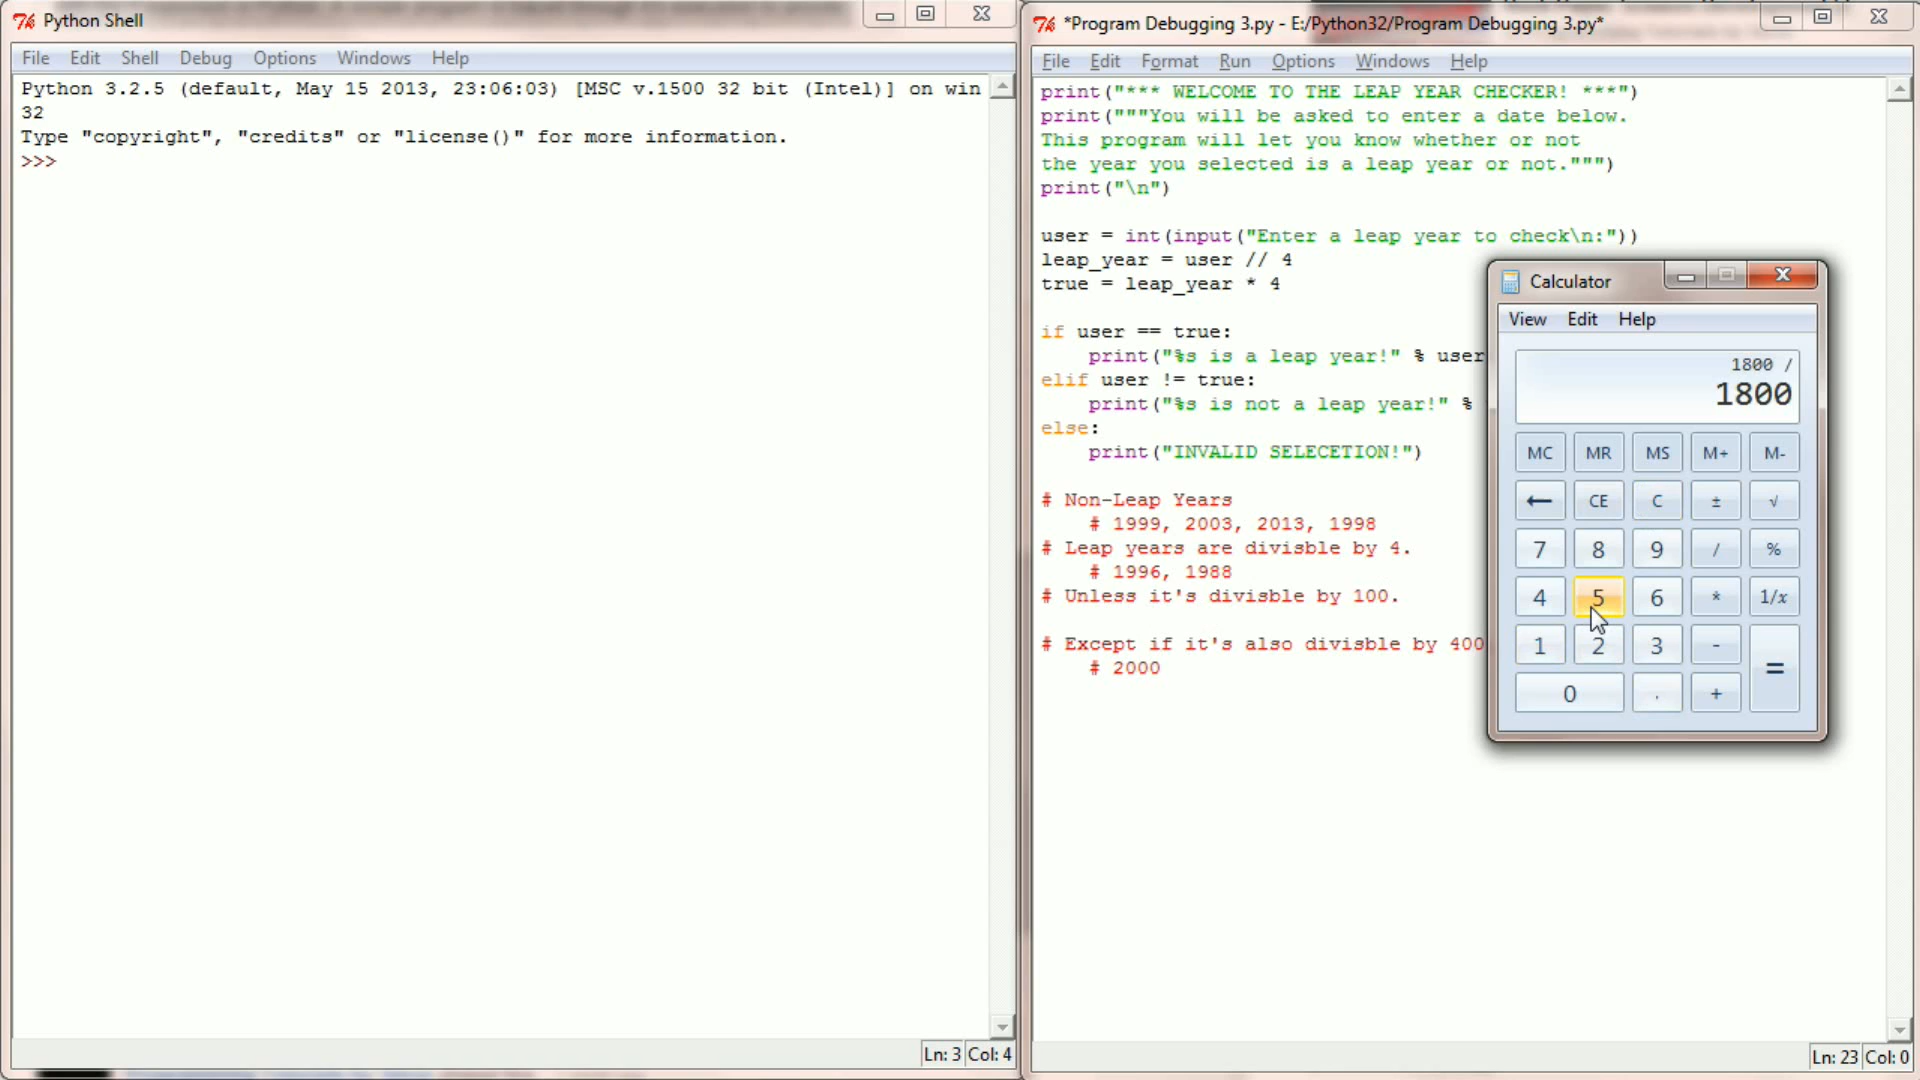 Python Shell
File Edit Shell Debug Options Windows Help
Python 3.2.5 (default, May 15 2013, 23:06:03) [MSC v.1500 32 bit (Intel)] on win
32
Type "copyright", "credits" or "license()" for more information.
>>>
Ln: 3 Col: 4
*Program Debugging 3.py - E:/Python32/Program Debugging 3.py*
File Edit Format Run Options Windows Help
print("*** WELCOME TO THE LEAP YEAR CHECKER! ***")
print("""You will be asked to enter a date below.
This program will let you know whether or not
the year you selected is a leap year or not.""")
print("\n")
user = int(input("Enter a leap year to check\n:"))
leap_year = user // 4
true = leap_year * 4
if user == true:
    print("%s is a leap year!" % user
elif user != true:
    print("%s is not a leap year!" %
else:
    print("INVALID SELECETION!")
# Non-Leap Years
    # 1999, 2003, 2013, 1998
# Leap years are divisble by 4.
    # 1996, 1988
# Unless it's divisble by 100.
# Except if it's also divisble by 400
    # 2000
Ln: 23 Col: 0
Calculator
View Edit Help
1800 /
1800
MC MR MS M+ M-
← CE C ± √
7 8 9 / %
4 5 6 * 1/x
1 2 3 - =
0 . +